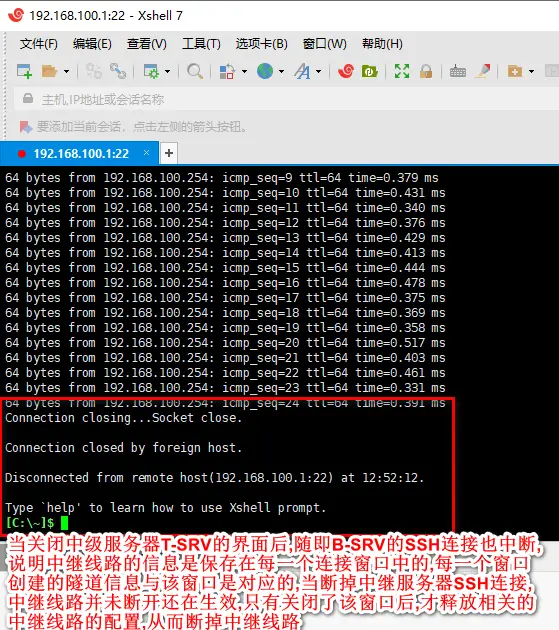 192.168.100.1:22 - Xshell 7
文件(F) 编辑(E) 查看(V) 工具(T) 选项卡(B) 窗口(W) 帮助(H)
主机,IP地址或会话名称
要添加当前会话，点击左侧的箭头按钮。
192.168.100.1:22 × +
64 bytes from 192.168.100.254: icmp_seq=9 ttl=64 time=0.379 ms
64 bytes from 192.168.100.254: icmp_seq=10 ttl=64 time=0.431 ms
64 bytes from 192.168.100.254: icmp_seq=11 ttl=64 time=0.340 ms
64 bytes from 192.168.100.254: icmp_seq=12 ttl=64 time=0.376 ms
64 bytes from 192.168.100.254: icmp_seq=13 ttl=64 time=0.429 ms
64 bytes from 192.168.100.254: icmp_seq=14 ttl=64 time=0.413 ms
64 bytes from 192.168.100.254: icmp_seq=15 ttl=64 time=0.444 ms
64 bytes from 192.168.100.254: icmp_seq=16 ttl=64 time=0.478 ms
64 bytes from 192.168.100.254: icmp_seq=17 ttl=64 time=0.375 ms
64 bytes from 192.168.100.254: icmp_seq=18 ttl=64 time=0.369 ms
64 bytes from 192.168.100.254: icmp_seq=19 ttl=64 time=0.358 ms
64 bytes from 192.168.100.254: icmp_seq=20 ttl=64 time=0.517 ms
64 bytes from 192.168.100.254: icmp_seq=21 ttl=64 time=0.403 ms
64 bytes from 192.168.100.254: icmp_seq=22 ttl=64 time=0.461 ms
64 bytes from 192.168.100.254: icmp_seq=23 ttl=64 time=0.331 ms
64 bytes from 192.168.100.254: icmp_seq=24 ttl=64 time=0.391 ms
Connection closing...Socket close.
Connection closed by foreign host.
Disconnected from remote host(192.168.100.1:22) at 12:52:12.
Type `help' to learn how to use Xshell prompt.
[C:\~]$
当关闭中级服务器T-SRV的界面后,随即B-SRV的SSH连接也中断,
说明中继线路的信息是保存在每一个连接窗口中的,每一个窗口
创建的隧道信息与该窗口是对应的,当断掉中继服务器SSH连接,
中继线路并未断开还在生效,只有关闭了该窗口后,才释放相关的
中继线路的配置,从而断掉中继线路